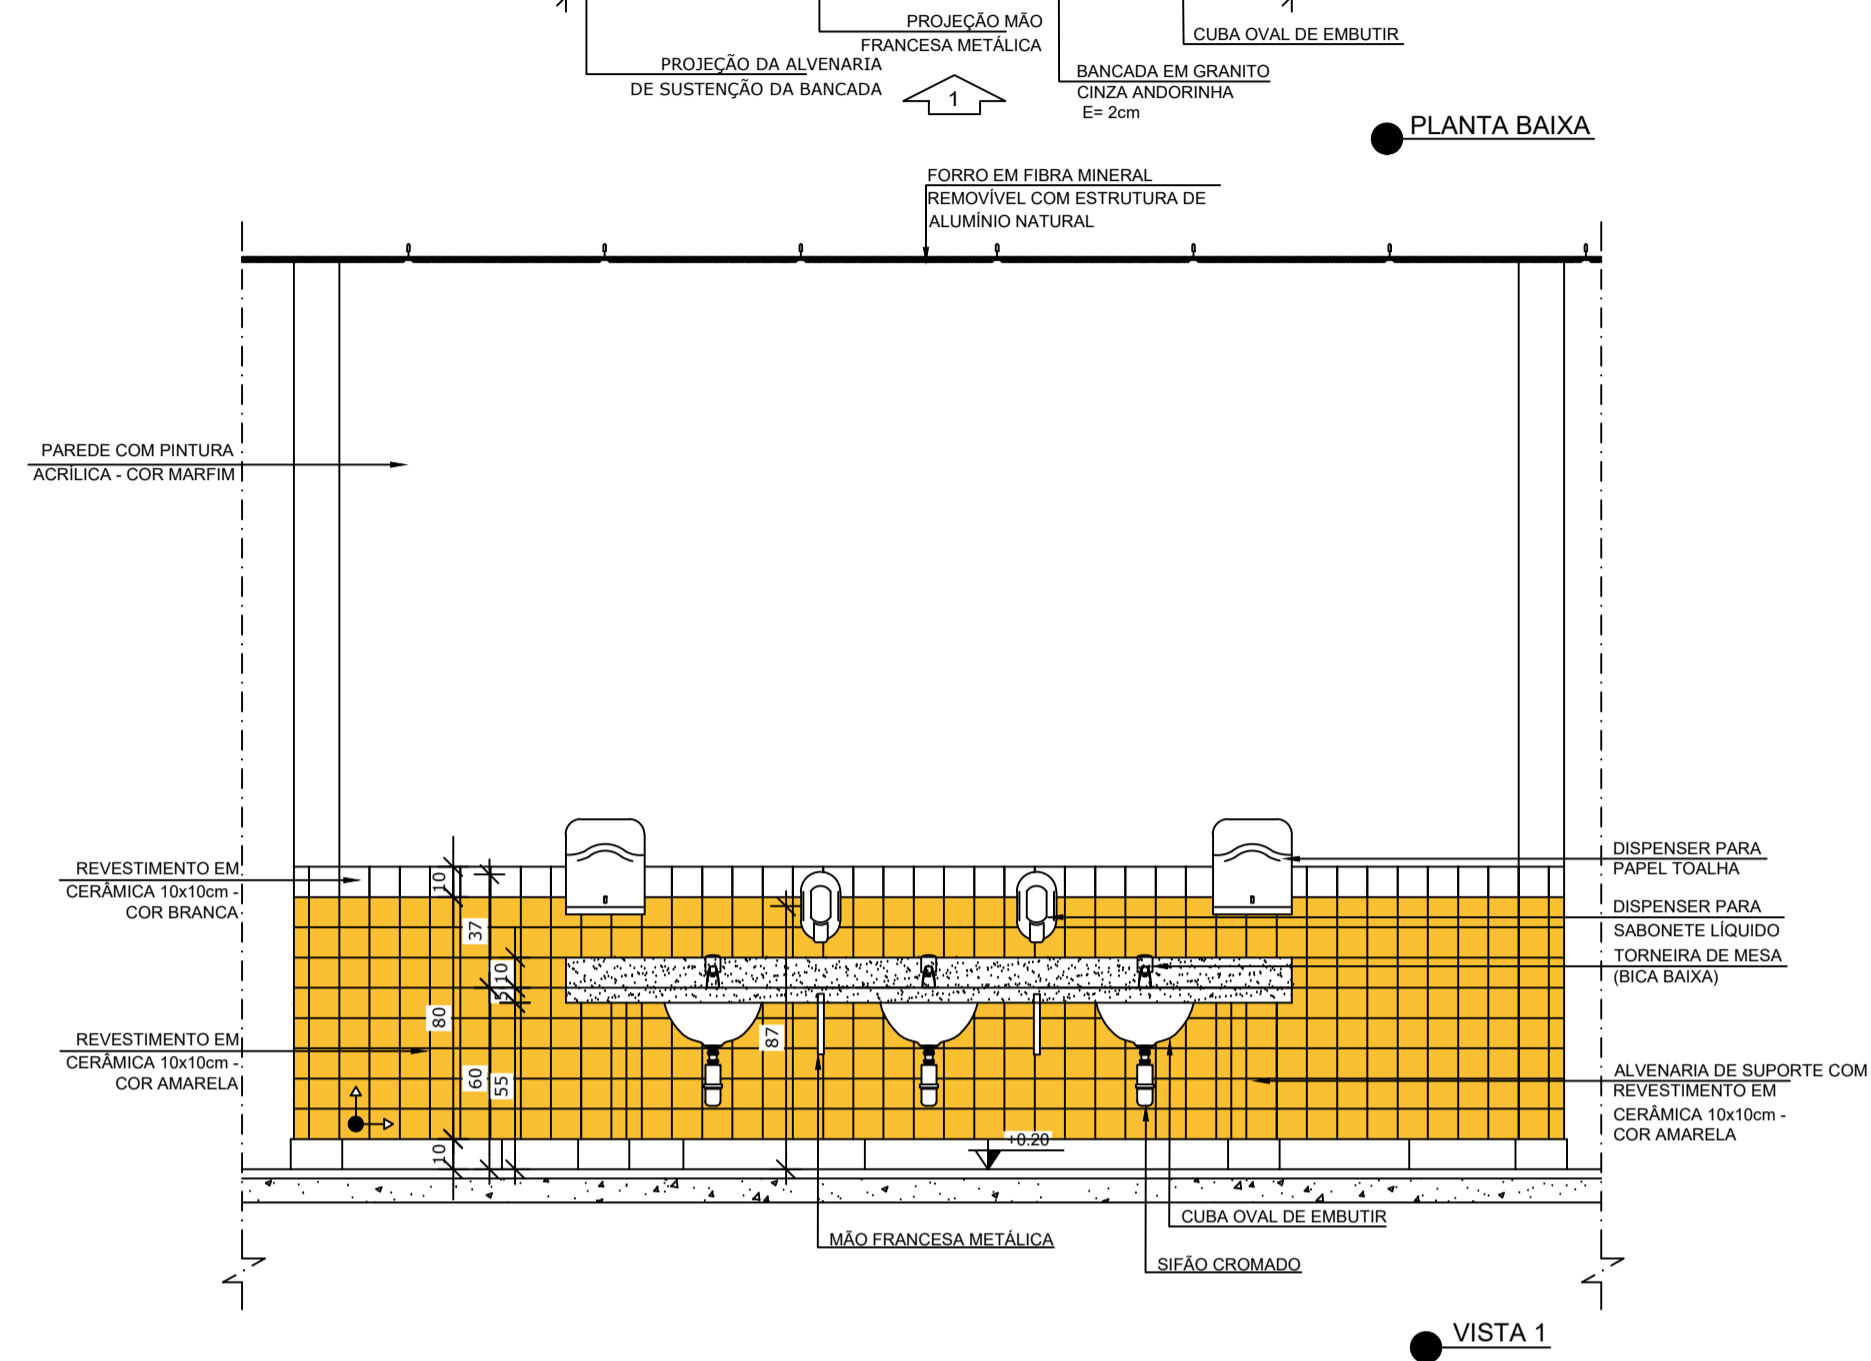 PROJEÇÃO MÃO
FRANCESA METÁLICA
CUBA OVAL DE EMBUTIR
PROJEÇÃO DA ALVENARIA
DE SUSTENÇÃO DA BANCADA
1
BANCADA EM GRANITO
CINZA ANDORINHA
E= 2cm
PLANTA BAIXA
FORRO EM FIBRA MINERAL
REMOVÍVEL COM ESTRUTURA DE
ALUMÍNIO NATURAL
PAREDE COM PINTURA
ACRÍLICA - COR MARFIM
REVESTIMENTO EM
CERÂMICA 10x10cm -
COR BRANCA
REVESTIMENTO EM
CERÂMICA 10x10cm -
COR AMARELA
10
80
10
37
60
10
5
55
87
+0.20
DISPENSER PARA
PAPEL TOALHA
DISPENSER PARA
SABONETE LÍQUIDO
TORNEIRA DE MESA
(BICA BAIXA)
ALVENARIA DE SUPORTE COM
REVESTIMENTO EM
CERÂMICA 10x10cm -
COR AMARELA
CUBA OVAL DE EMBUTIR
MÃO FRANCESA METÁLICA
SIFÃO CROMADO
VISTA 1